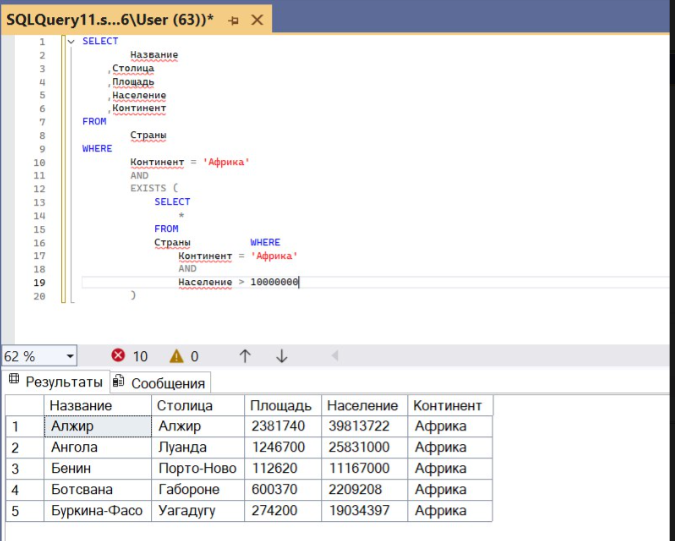 SQLQuery11.s...6\User (63))*
1 SELECT
2 Название
3 ,Столица
4 ,Площадь
5 ,Население
6 ,Континент
7 FROM
8 Страны
9 WHERE
10 Континент = 'Африка'
11 AND
12 EXISTS (
13 SELECT
14 *
15 FROM
16 Страны WHERE
17 Континент = 'Африка'
18 AND
19 Население > 10000000
20 )
62 % 10 0
Результаты Сообщения
Название Столица Площадь Население Континент
1 Алжир Алжир 2381740 39813722 Африка
2 Ангола Луанда 1246700 25831000 Африка
3 Бенин Порто-Ново 112620 11167000 Африка
4 Ботсвана Габороне 600370 2209208 Африка
5 Буркина-Фасо Уагадугу 274200 19034397 Африка